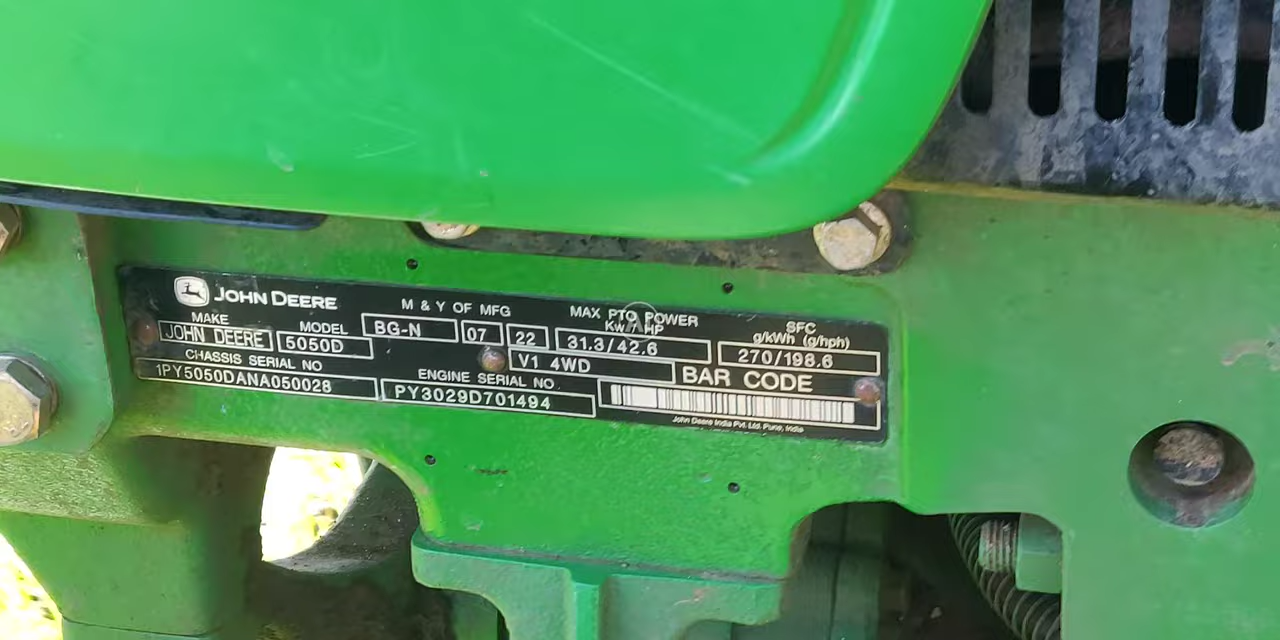 JOHN DEERE
M & Y OF MFG
MAX PTO POWER
Kw / HP
SFC
g/kWh (g/hph)
MAKE
JOHN DEERE
MODEL
5050D
BG-N
07
22
31.3/42.6
270/198.6
V1 4WD
CHASSIS SERIAL NO
1PY5050DANA050028
ENGINE SERIAL NO.
PY3029D701494
BAR CODE
John Deere India Pvt. Ltd. Pune, India